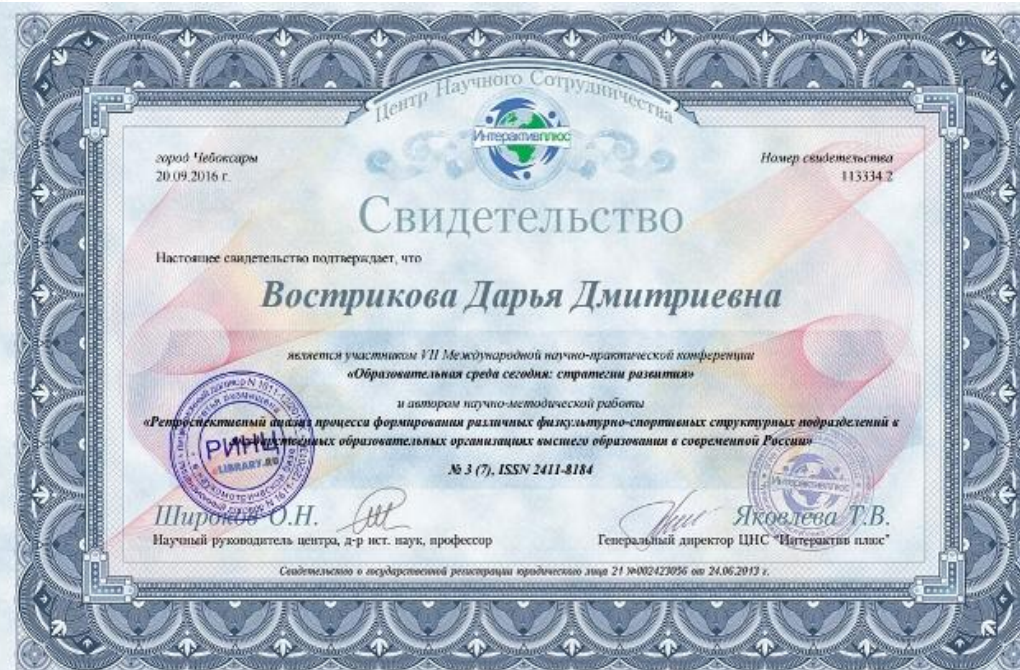 Центр Научного Сотрудничества
Интерактивплюс
город Чебоксары
20.09.2016 г.
Номер свидетельства
113334.2
Свидетельство
Настоящее свидетельство подтверждает, что
Вострикова Дарья Дмитриевна
является участником VII Международной научно-практической конференции
«Образовательная среда сегодня: стратегии развития»
и автором научно-методической работы
«Ретроспективный анализ процесса формирования различных физкультурно-спортивных структурных подразделений в
государственных образовательных организациях высшего образования в современной России»
№ 3 (7), ISSN 2411-8184
РИНЦ
eLIBRARY.RU
Интерактивплюс
Широков О.Н.
Яковлева Т.В.
Научный руководитель центра, д-р ист. наук, профессор
Генеральный директор ЦНС "Интерактив плюс"
Свидетельство о государственной регистрации юридического лица 21 №002423056 от 24.06.2013 г.